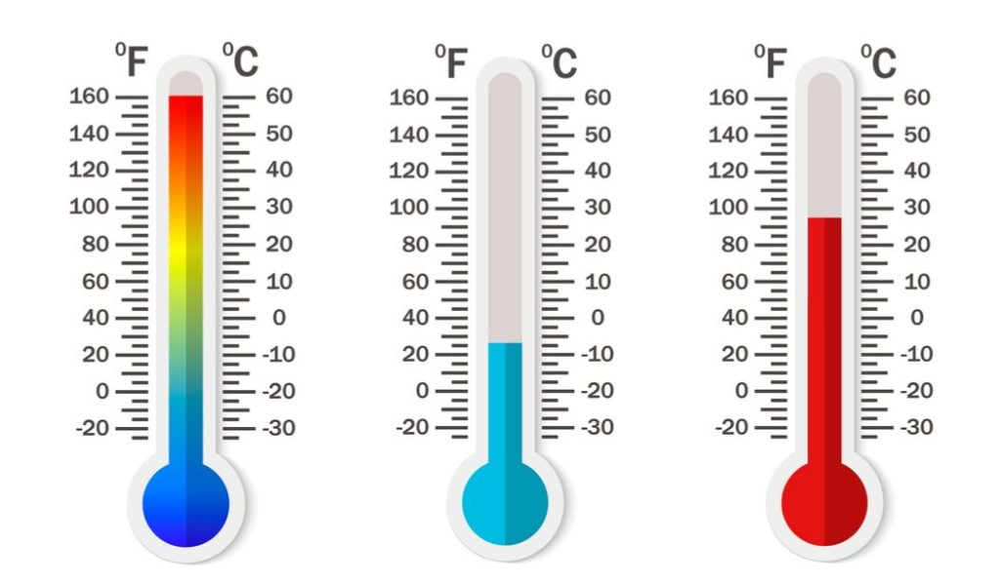 ⁰F ⁰C ⁰F ⁰C ⁰F ⁰C
160 60 160 60 160 60
140 50 140 50 140 50
120 40 120 40 120 40
100 30 100 30 100 30
80 20 80 20 80 20
60 10 60 10 60 10
40 0 40 0 40 0
20 -10 20 -10 20 -10
0 -20 0 -20 0 -20
-20 -30 -20 -30 -20 -30